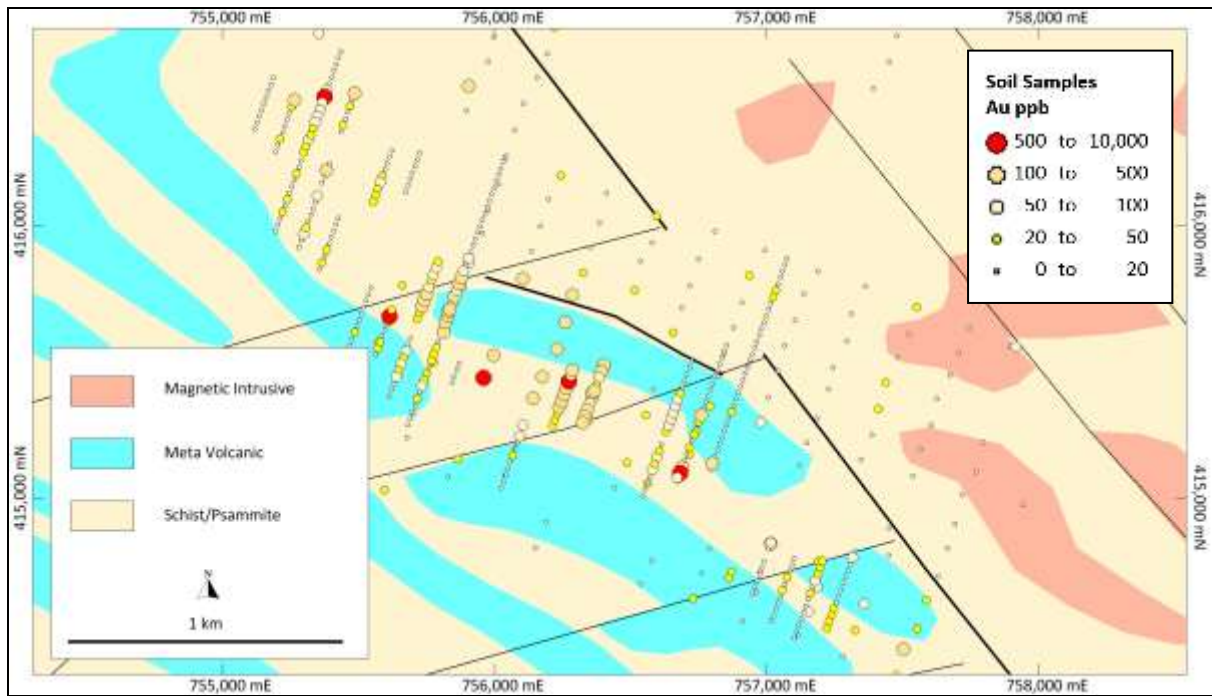 755,000 mE 756,000 mE 757,000 mE 758,000 mE
Soil Samples
Au ppb
500 to 10,000
100 to 500
50 to 100
20 to 50
0 to 20
416,000 mN 416,000 mN
Magnetic Intrusive
Meta Volcanic
Schist/Psammite
N
1 km
415,000 mN 415,000 mN
755,000 mE 756,000 mE 757,000 mE 758,000 mE